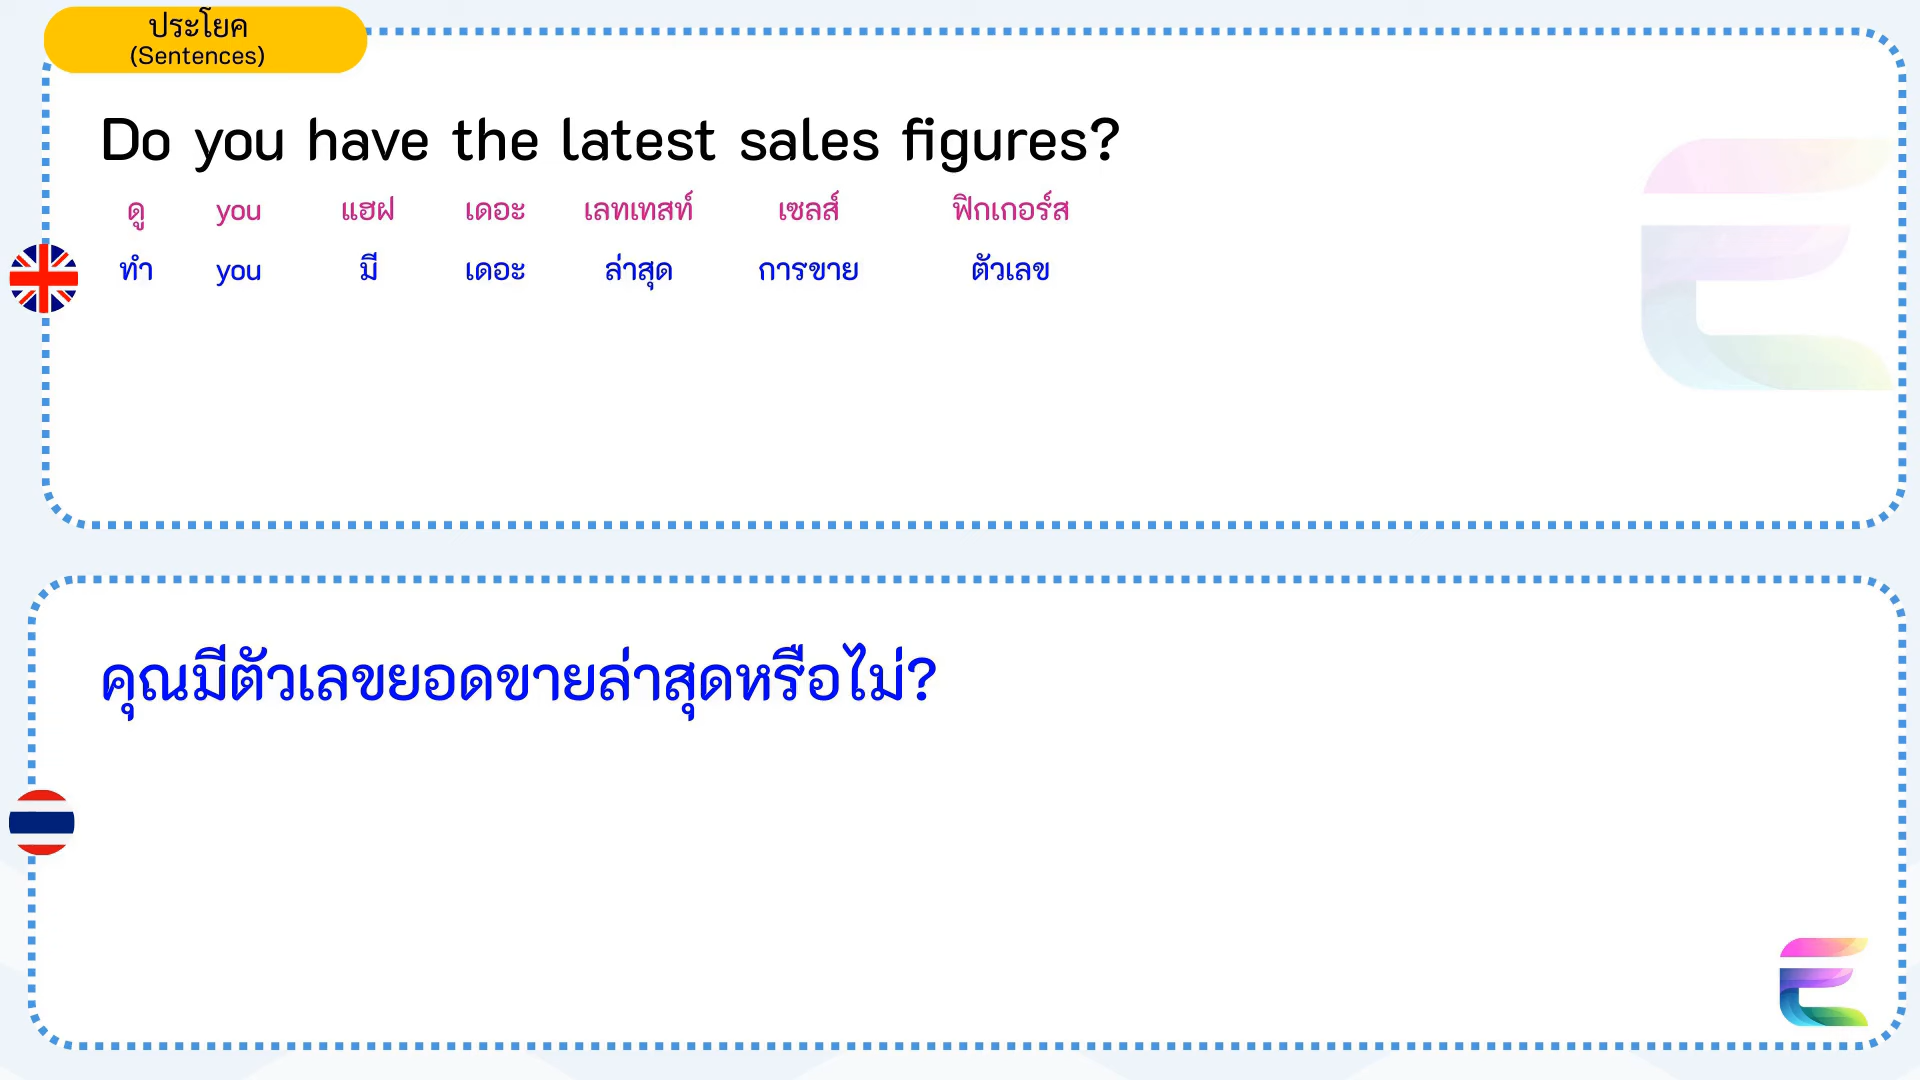 ประโยค
(Sentences)
Do you have the latest sales figures?
ดู you แฮฝ เดอะ เลทเทสท์ เซลส์ ฟิกเกอร์ส
ทำ you มี เดอะ ล่าสุด การขาย ตัวเลข
คุณมีตัวเลขยอดขายล่าสุดหรือไม่?